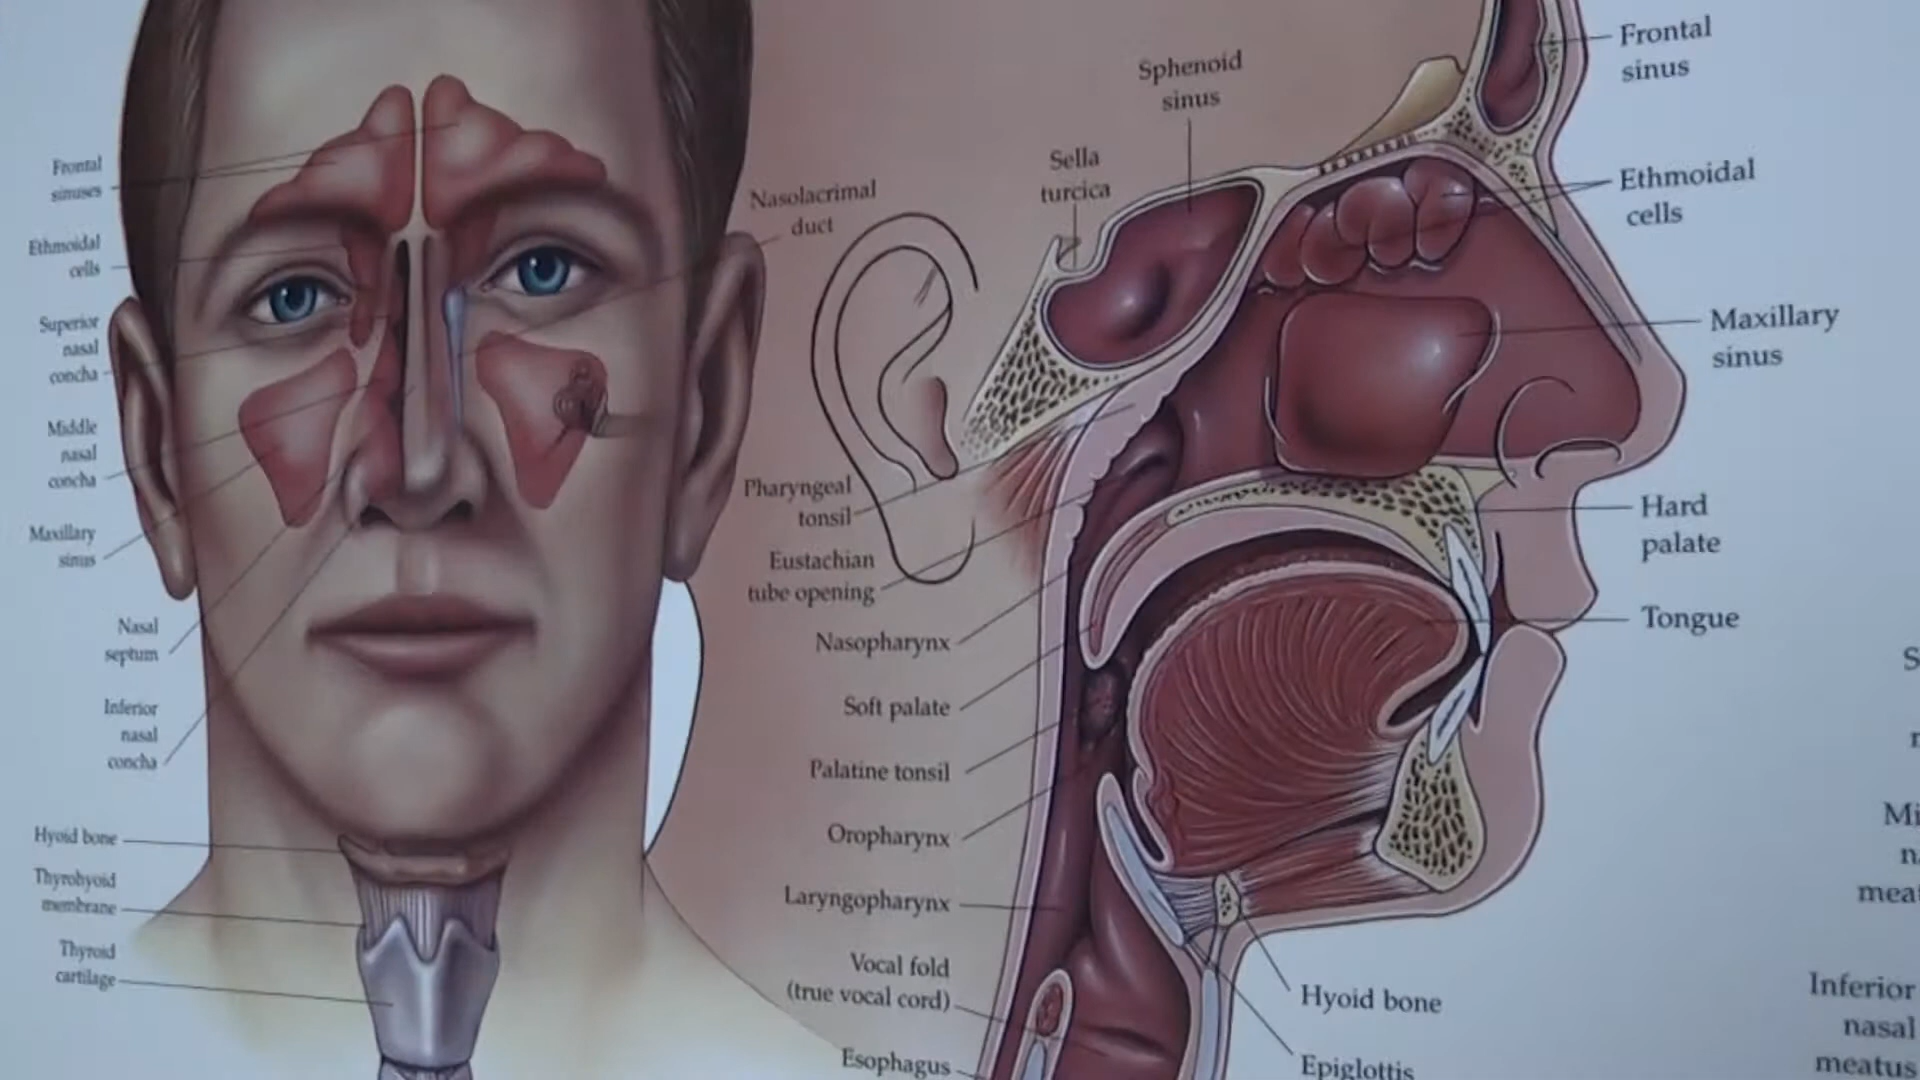 Frontal
sinuses
Ethmoidal
cells
Superior
nasal
concha
Middle
nasal
concha
Maxillary
sinus
Nasal
septum
Inferior
nasal
concha
Hyoid bone
Thyrohyoid
membrane
Thyroid
cartilage
Nasolacrimal
duct
Sphenoid
sinus
Sella
turcica
Pharyngeal
tonsil
Eustachian
tube opening
Nasopharynx
Soft palate
Palatine tonsil
Oropharynx
Laryngopharynx
Vocal fold
(true vocal cord)
Esophagus
Frontal
sinus
Ethmoidal
cells
Maxillary
sinus
Hard
palate
Tongue
Hyoid bone
Epiglottis
Inferior
nasal
meatus